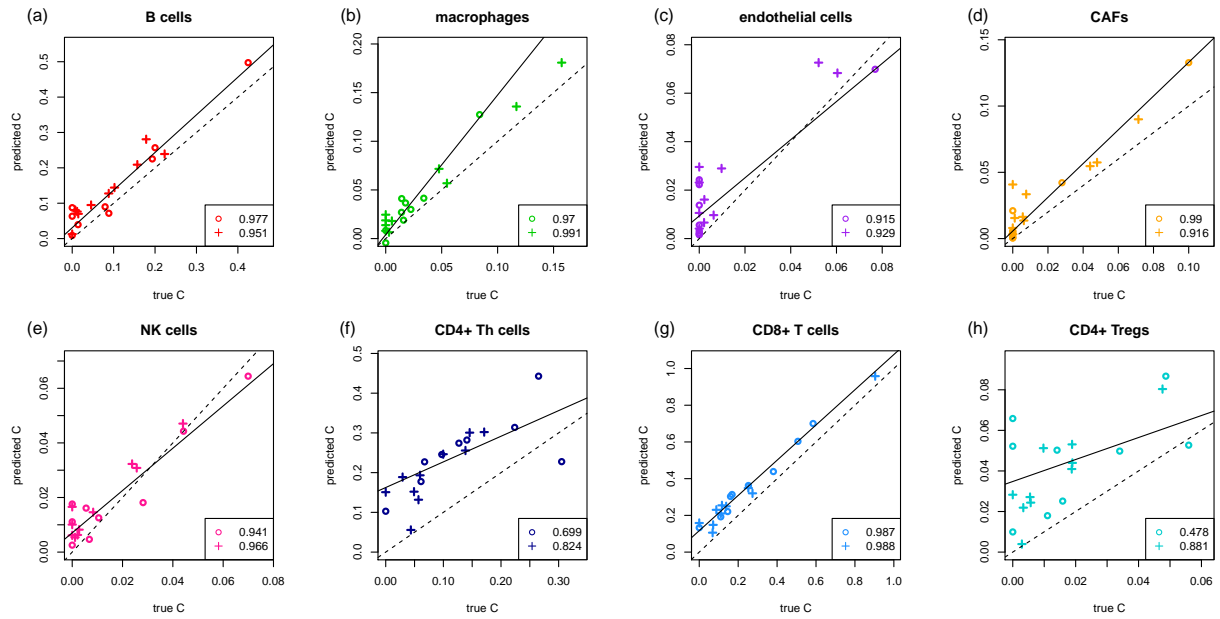 (a) B cells
predicted C
0.0 0.1 0.2 0.3 0.4 0.5
0.0 0.1 0.2 0.3 0.4
true C
0.977
0.951
(b) macrophages
predicted C
0.00 0.05 0.10 0.15 0.20
0.00 0.05 0.10 0.15
true C
0.97
0.991
(c) endothelial cells
predicted C
0.00 0.02 0.04 0.06 0.08
0.00 0.02 0.04 0.06 0.08
true C
0.915
0.929
(d) CAFs
predicted C
0.00 0.05 0.10 0.15
0.00 0.02 0.04 0.06 0.08 0.10
true C
0.99
0.916
(e) NK cells
predicted C
0.00 0.02 0.04 0.06
0.00 0.02 0.04 0.06 0.08
true C
0.941
0.966
(f) CD4+ Th cells
predicted C
0.0 0.1 0.2 0.3 0.4 0.5
0.00 0.10 0.20 0.30
true C
0.699
0.824
(g) CD8+ T cells
predicted C
0.0 0.2 0.4 0.6 0.8 1.0
0.0 0.2 0.4 0.6 0.8 1.0
true C
0.987
0.988
(h) CD4+ Tregs
predicted C
0.00 0.02 0.04 0.06 0.08
0.00 0.02 0.04 0.06
true C
0.478
0.881